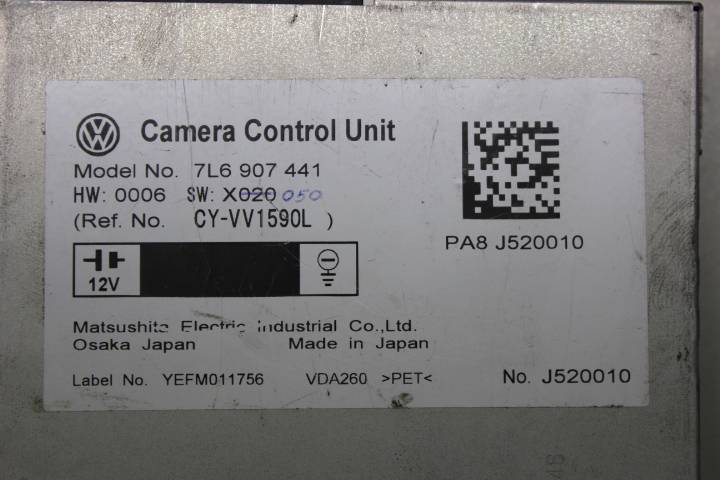 Camera Control Unit
Model No. 7L6 907 441
HW: 0006 SW: X020 050
(Ref. No. CY-VV1590L )
PA8 J520010
12V
Matsushita Electric Industrial Co.,Ltd.
Osaka Japan Made in Japan
Label No. YEFM011756 VDA260 >PET< No. J520010